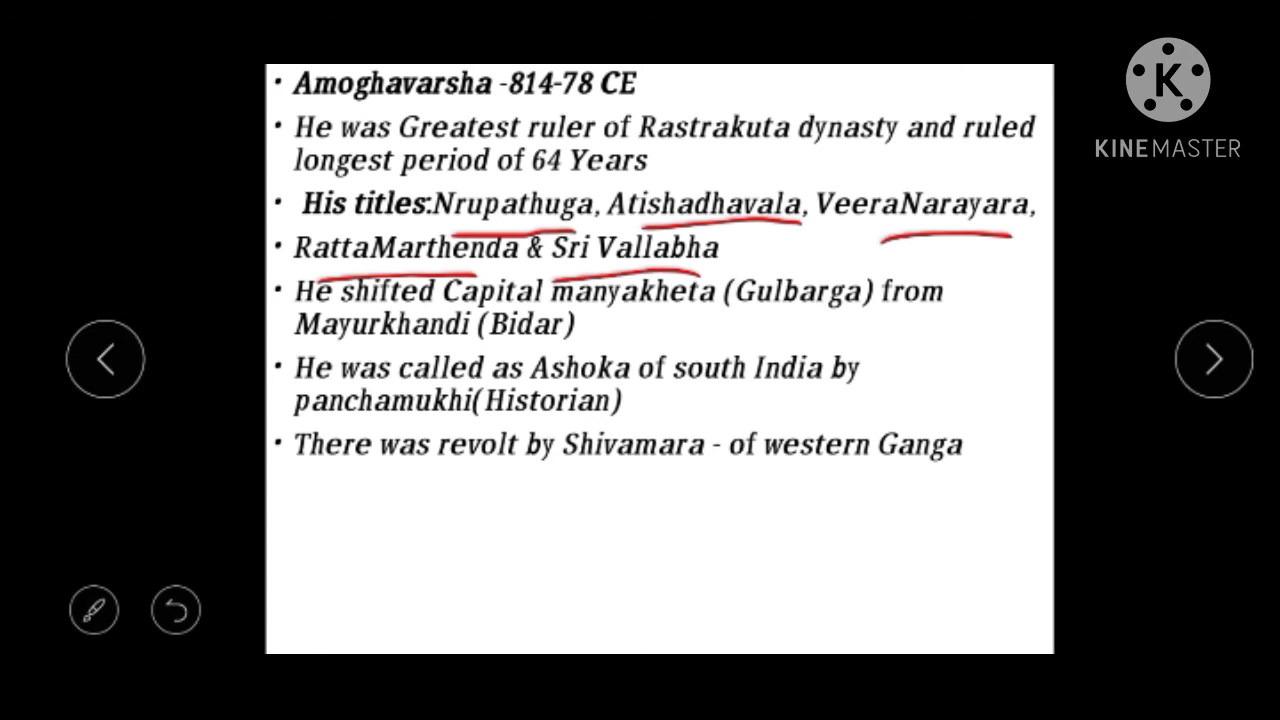 • Amoghavarsha -814-78 CE
• He was Greatest ruler of Rastrakuta dynasty and ruled
longest period of 64 Years
• His titles:Nrupathuga, Atishadhavala, VeeraNarayara,
• RattaMarthenda & Sri Vallabha
• He shifted Capital manyakheta (Gulbarga) from
Mayurkhandi (Bidar)
• He was called as Ashoka of south India by
panchamukhi(Historian)
• There was revolt by Shivamara - of western Ganga
K
KINEMASTER